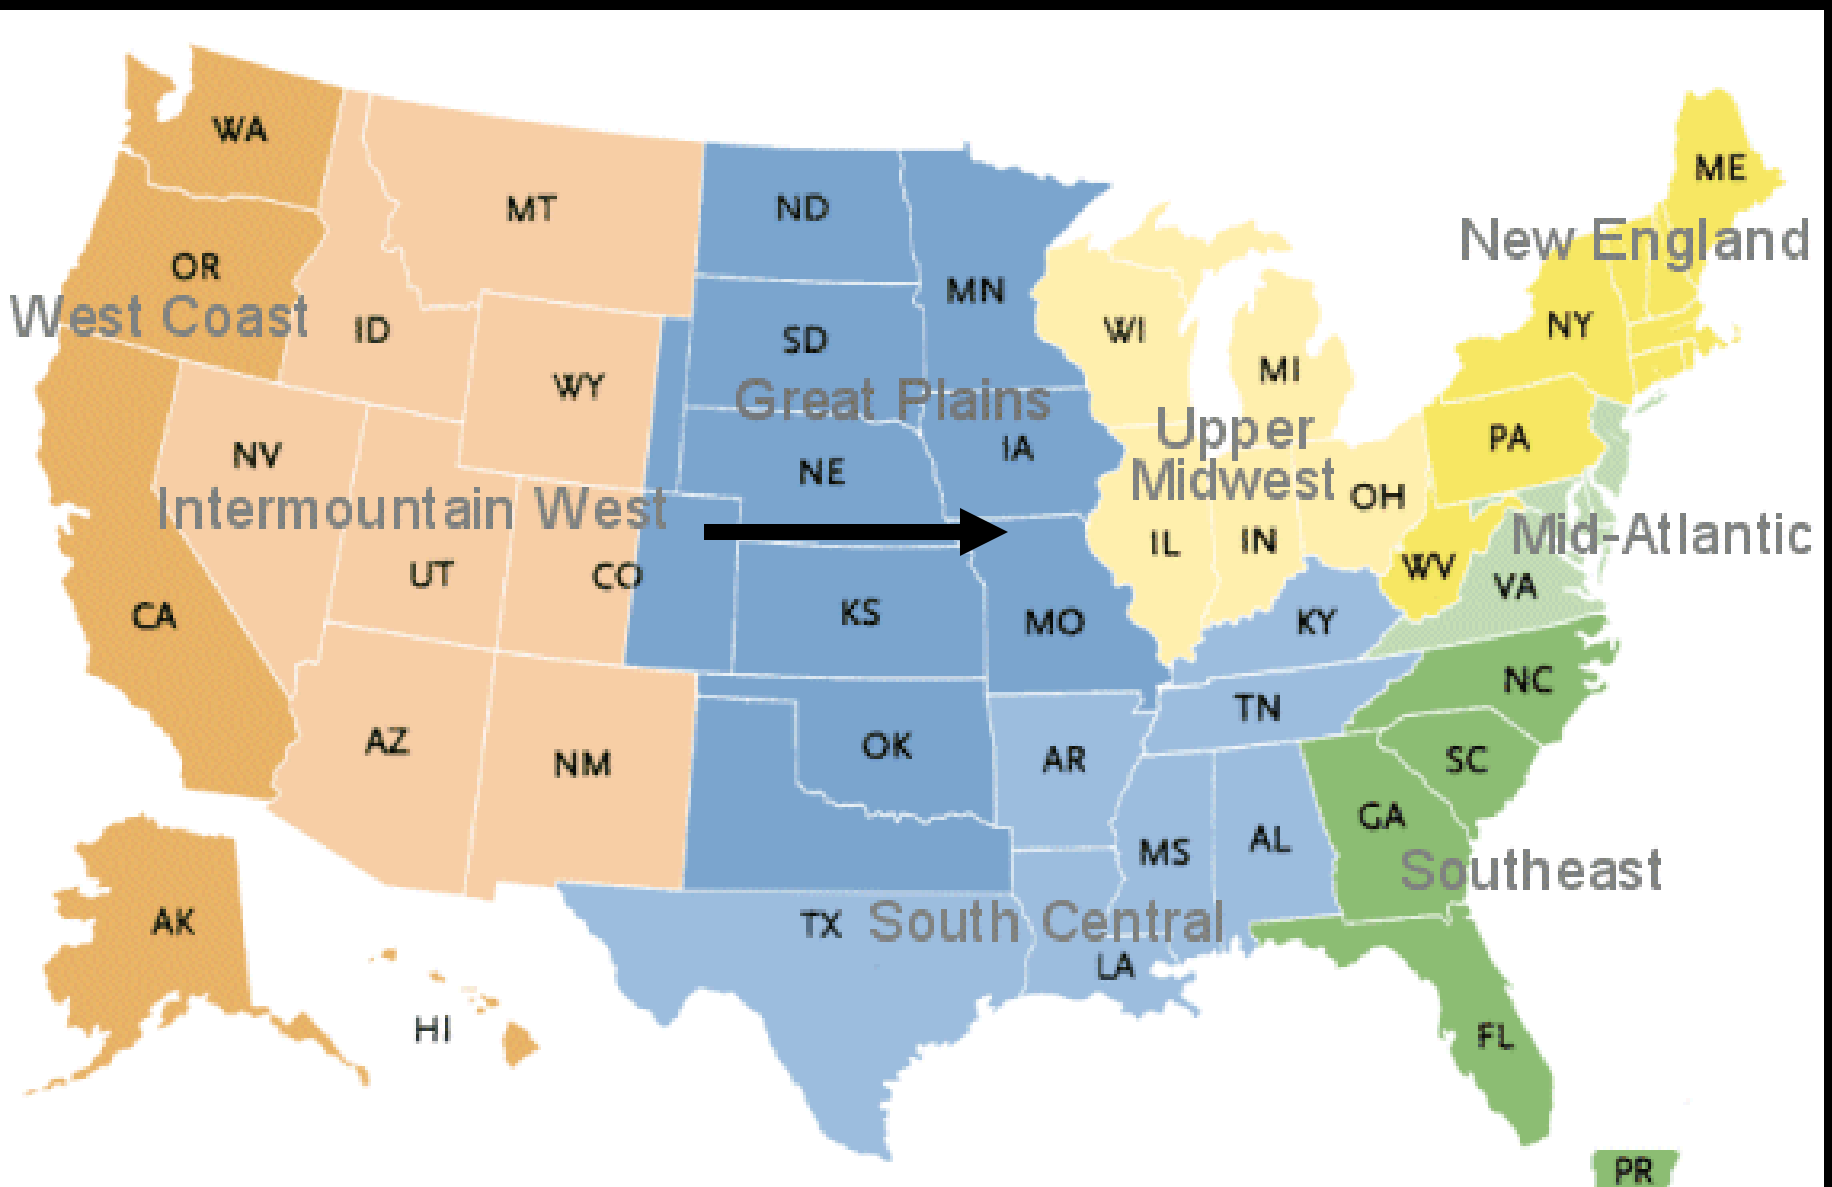 WA
ME
MT
ND
New England
OR
MN
West Coast
ID
SD
WI
NY
WY
MI
Great Plains
Upper
Midwest
NV
IA
PA
NE
Intermountain West
OH
Mid-Atlantic
IL
IN
UT
CO
WV
VA
CA
KS
MO
KY
NC
AZ
NM
OK
AR
TN
SC
GA
MS
AL
Southeast
AK
TX
South Central
LA
HI
FL
PR